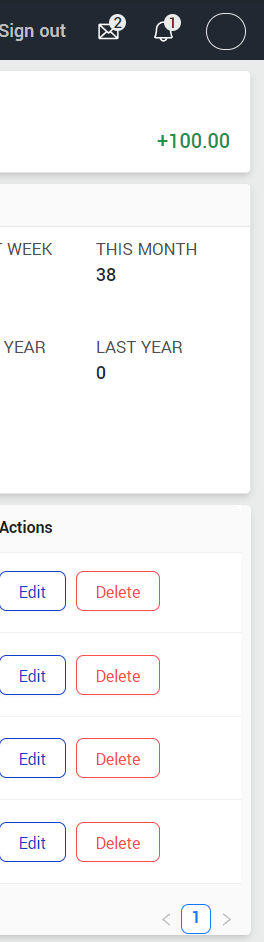 Sign out 2 1
+100.00
WEEK THIS MONTH
38
YEAR LAST YEAR
0
Actions
Edit Delete
Edit Delete
Edit Delete
Edit Delete
< 1 >